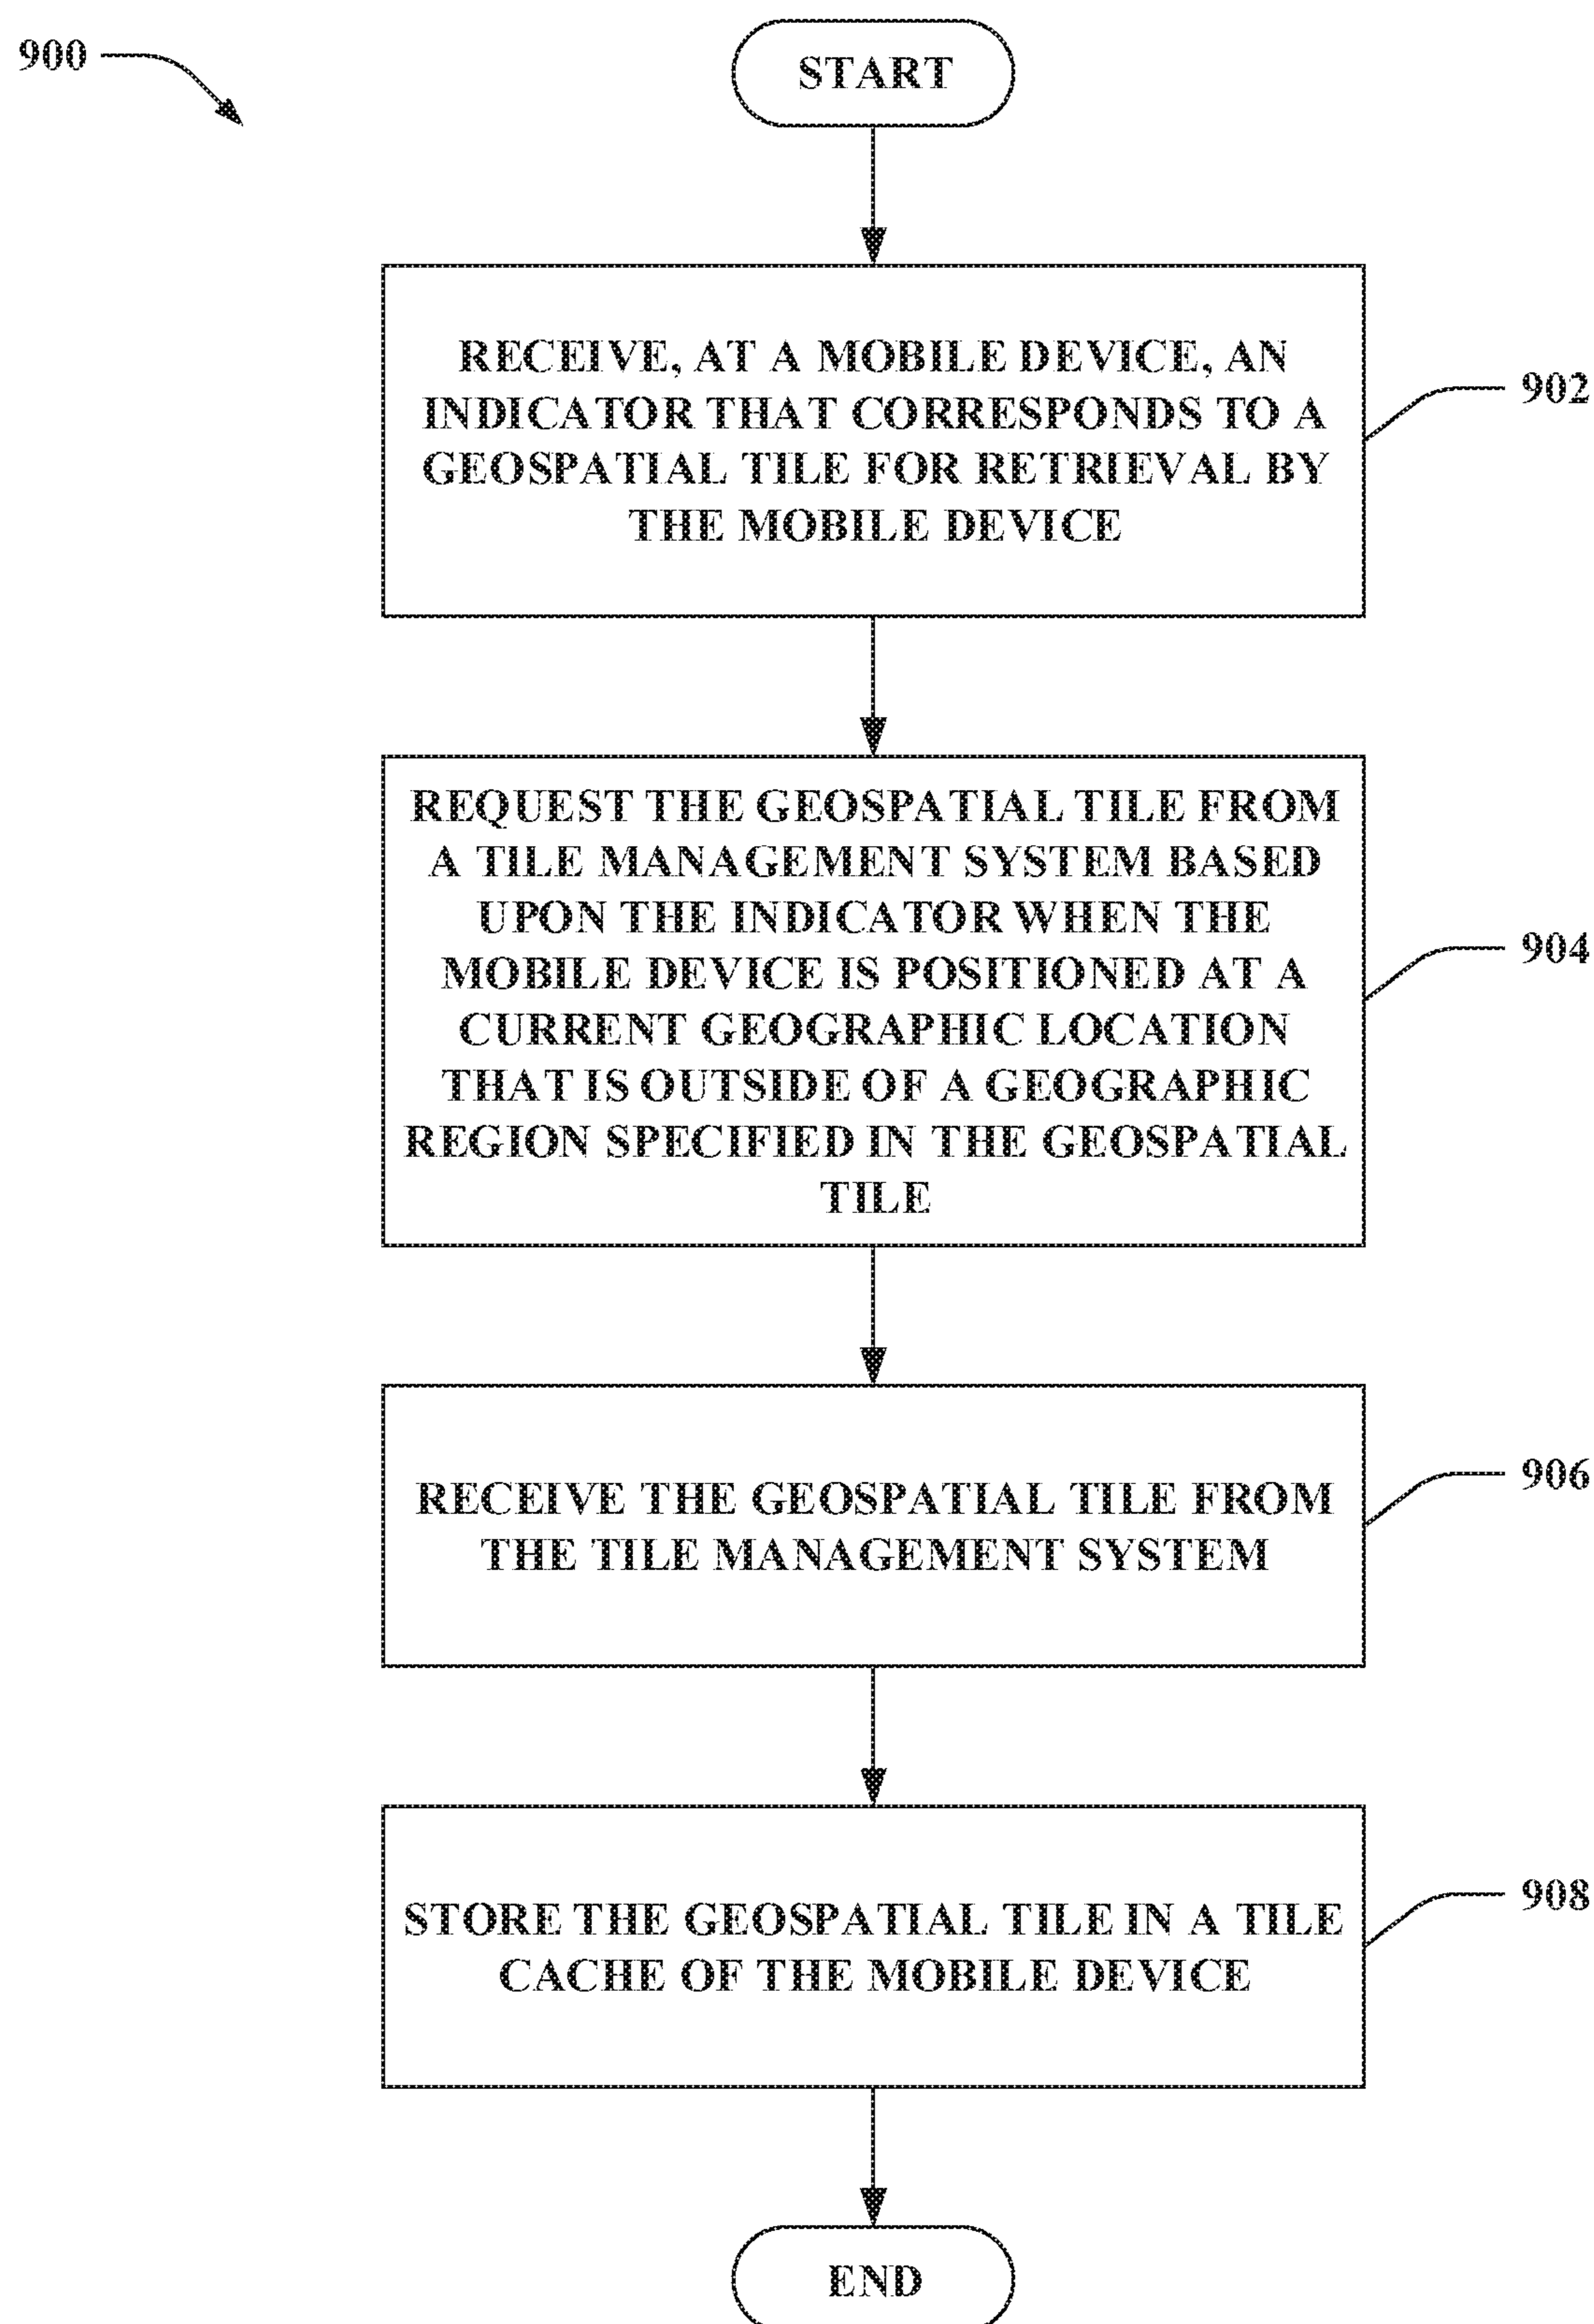 900
START
RECEIVE, AT A MOBILE DEVICE, AN
INDICATOR THAT CORRESPONDS TO A
GEOSPATIAL TILE FOR RETRIEVAL BY
THE MOBILE DEVICE
902
REQUEST THE GEOSPATIAL TILE FROM
A TILE MANAGEMENT SYSTEM BASED
UPON THE INDICATOR WHEN THE
MOBILE DEVICE IS POSITIONED AT A
CURRENT GEOGRAPHIC LOCATION
THAT IS OUTSIDE OF A GEOGRAPHIC
REGION SPECIFIED IN THE GEOSPATIAL
TILE
904
RECEIVE THE GEOSPATIAL TILE FROM
THE TILE MANAGEMENT SYSTEM
906
STORE THE GEOSPATIAL TILE IN A TILE
CACHE OF THE MOBILE DEVICE
908
END